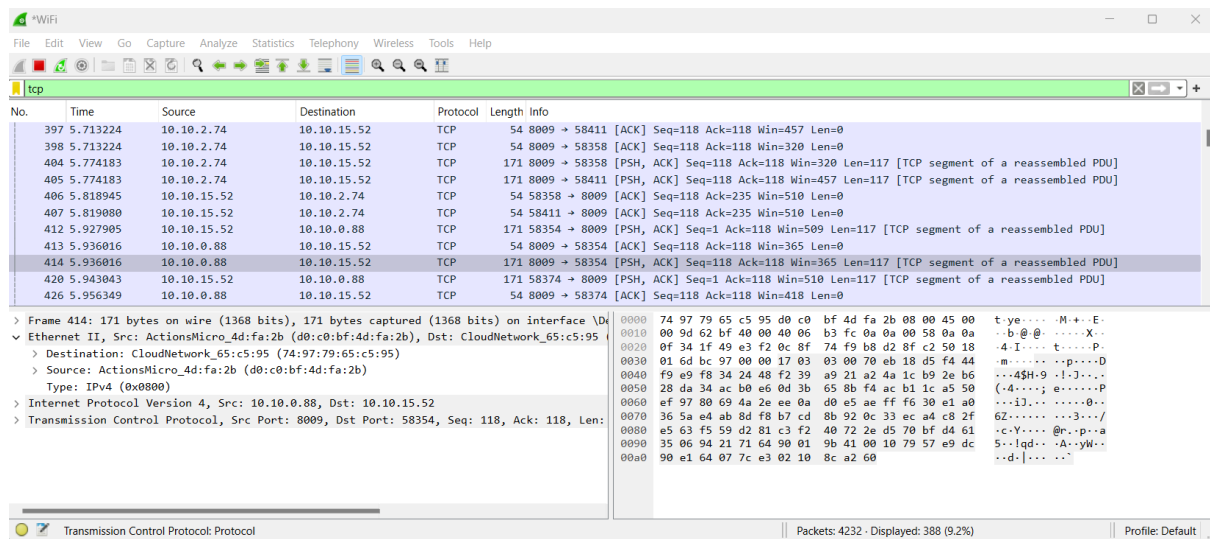 *WiFi
File Edit View Go Capture Analyze Statistics Telephony Wireless Tools Help
tcp
No. Time Source Destination Protocol Length Info
397 5.713224 10.10.2.74 10.10.15.52 TCP 54 8009 → 58411 [ACK] Seq=118 Ack=118 Win=457 Len=0
398 5.713224 10.10.2.74 10.10.15.52 TCP 54 8009 → 58358 [ACK] Seq=118 Ack=118 Win=320 Len=0
404 5.774183 10.10.2.74 10.10.15.52 TCP 171 8009 → 58358 [PSH, ACK] Seq=118 Ack=118 Win=320 Len=117 [TCP segment of a reassembled PDU]
405 5.774183 10.10.2.74 10.10.15.52 TCP 171 8009 → 58411 [PSH, ACK] Seq=118 Ack=118 Win=457 Len=117 [TCP segment of a reassembled PDU]
406 5.818945 10.10.15.52 10.10.2.74 TCP 54 58358 → 8009 [ACK] Seq=118 Ack=235 Win=510 Len=0
407 5.819080 10.10.15.52 10.10.2.74 TCP 54 58411 → 8009 [ACK] Seq=118 Ack=235 Win=510 Len=0
412 5.927905 10.10.15.52 10.10.0.88 TCP 171 58354 → 8009 [PSH, ACK] Seq=1 Ack=118 Win=509 Len=117 [TCP segment of a reassembled PDU]
413 5.936016 10.10.0.88 10.10.15.52 TCP 54 8009 → 58354 [ACK] Seq=118 Ack=118 Win=365 Len=0
414 5.936016 10.10.0.88 10.10.15.52 TCP 171 8009 → 58354 [PSH, ACK] Seq=118 Ack=118 Win=365 Len=117 [TCP segment of a reassembled PDU]
420 5.943043 10.10.15.52 10.10.0.88 TCP 171 58374 → 8009 [PSH, ACK] Seq=1 Ack=118 Win=510 Len=117 [TCP segment of a reassembled PDU]
426 5.956349 10.10.0.88 10.10.15.52 TCP 54 8009 → 58374 [ACK] Seq=118 Ack=118 Win=418 Len=0
Frame 414: 171 bytes on wire (1368 bits), 171 bytes captured (1368 bits) on interface \De
Ethernet II, Src: ActionsMicro_4d:fa:2b (d0:c0:bf:4d:fa:2b), Dst: CloudNetwork_65:c5:95 (
Destination: CloudNetwork_65:c5:95 (74:97:79:65:c5:95)
Source: ActionsMicro_4d:fa:2b (d0:c0:bf:4d:fa:2b)
Type: IPv4 (0x0800)
Internet Protocol Version 4, Src: 10.10.0.88, Dst: 10.10.15.52
Transmission Control Protocol, Src Port: 8009, Dst Port: 58354, Seq: 118, Ack: 118, Len:
0000 74 97 79 65 c5 95 d0 c0 bf 4d fa 2b 08 00 45 00 t·ye···· ·M·+··E·
0010 00 9d 62 bf 40 00 40 06 b3 fc 0a 0a 00 58 0a 0a ··b·@·@· ·····X··
0020 0f 34 1f 49 e3 f2 0c 8f 74 f9 b8 d2 8f c2 50 18 ·4·I···· t·····P·
0030 01 6d bc 97 00 00 17 03 03 00 70 eb 18 d5 f4 44 ·m······ ··p····D
0040 f9 e9 f8 34 24 48 f2 39 a9 21 a2 4a 1c b9 2e b6 ···4$H·9 ·!·J··.·
0050 28 da 34 ac b0 e6 0d 3b 65 8b f4 ac b1 1c a5 50 (·4····; e······P
0060 ef 97 80 69 4a 2e ee 0a d0 e5 ae ff f6 30 e1 a0 ···iJ.·· ·····0··
0070 36 5a e4 ab 8d f8 b7 cd 8b 92 0c 33 ec a4 c8 2f 6Z······ ···3···/
0080 e5 63 f5 59 d2 81 c3 f2 40 72 2e d5 70 bf d4 61 ·c·Y···· @r.·p··a
0090 35 06 94 21 71 64 90 01 9b 41 00 10 79 57 e9 dc 5··!qd·· ·A··yW··
00a0 90 e1 64 07 7c e3 02 10 8c a2 60 ··d·|··· ··`
Transmission Control Protocol: Protocol Packets: 4232 · Displayed: 388 (9.2%) Profile: Default